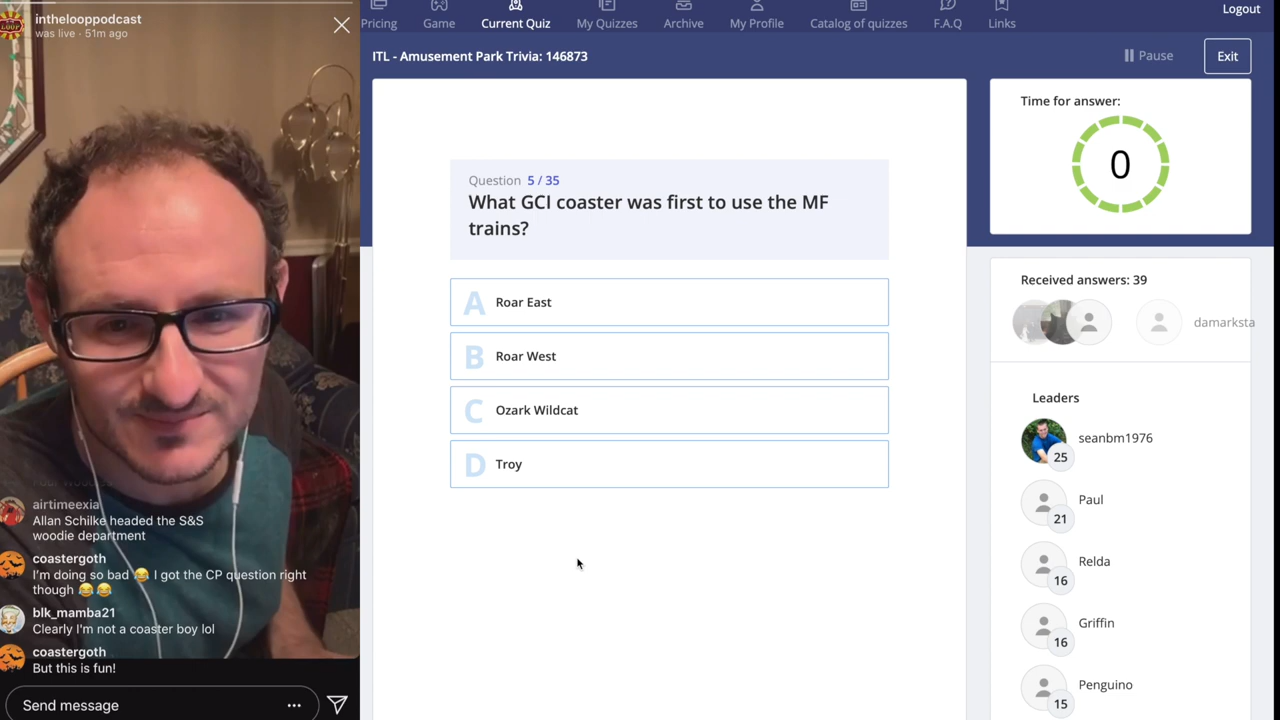 inthelooppodcast
was live · 51m ago
Pricing
Game
Current Quiz
My Quizzes
Archive
My Profile
Catalog of quizzes
F.A.Q
Links
Logout
ITL - Amusement Park Trivia: 146873
Pause
Exit
Question 5 / 35
What GCI coaster was first to use the MF
trains?
A Roar East
B Roar West
C Ozark Wildcat
D Troy
Time for answer:
0
Received answers: 39
damarksta
Leaders
seanbm1976
25
Paul
21
Relda
16
Griffin
16
Penguino
15
airtimeexia
Allan Schilke headed the S&S
woodie department
coastergoth
I'm doing so bad 😂 I got the CP question right
though 😂😂
blk_mamba21
Clearly I'm not a coaster boy lol
coastergoth
But this is fun!
Send message